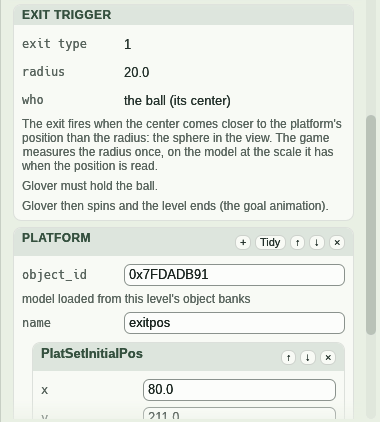 EXIT TRIGGER
exit type 1
radius 20.0
who the ball (its center)
The exit fires when the center comes closer to the platform's
position than the radius: the sphere in the view. The game
measures the radius once, on the model at the scale it has
when the position is read.
Glover must hold the ball.
Glover then spins and the level ends (the goal animation).
PLATFORM + Tidy ↑ ↓ ×
object_id 0x7FDADB91
model loaded from this level's object banks
name exitpos
PlatSetInitialPos ↑ ↓ ×
x 80.0
y 211.0